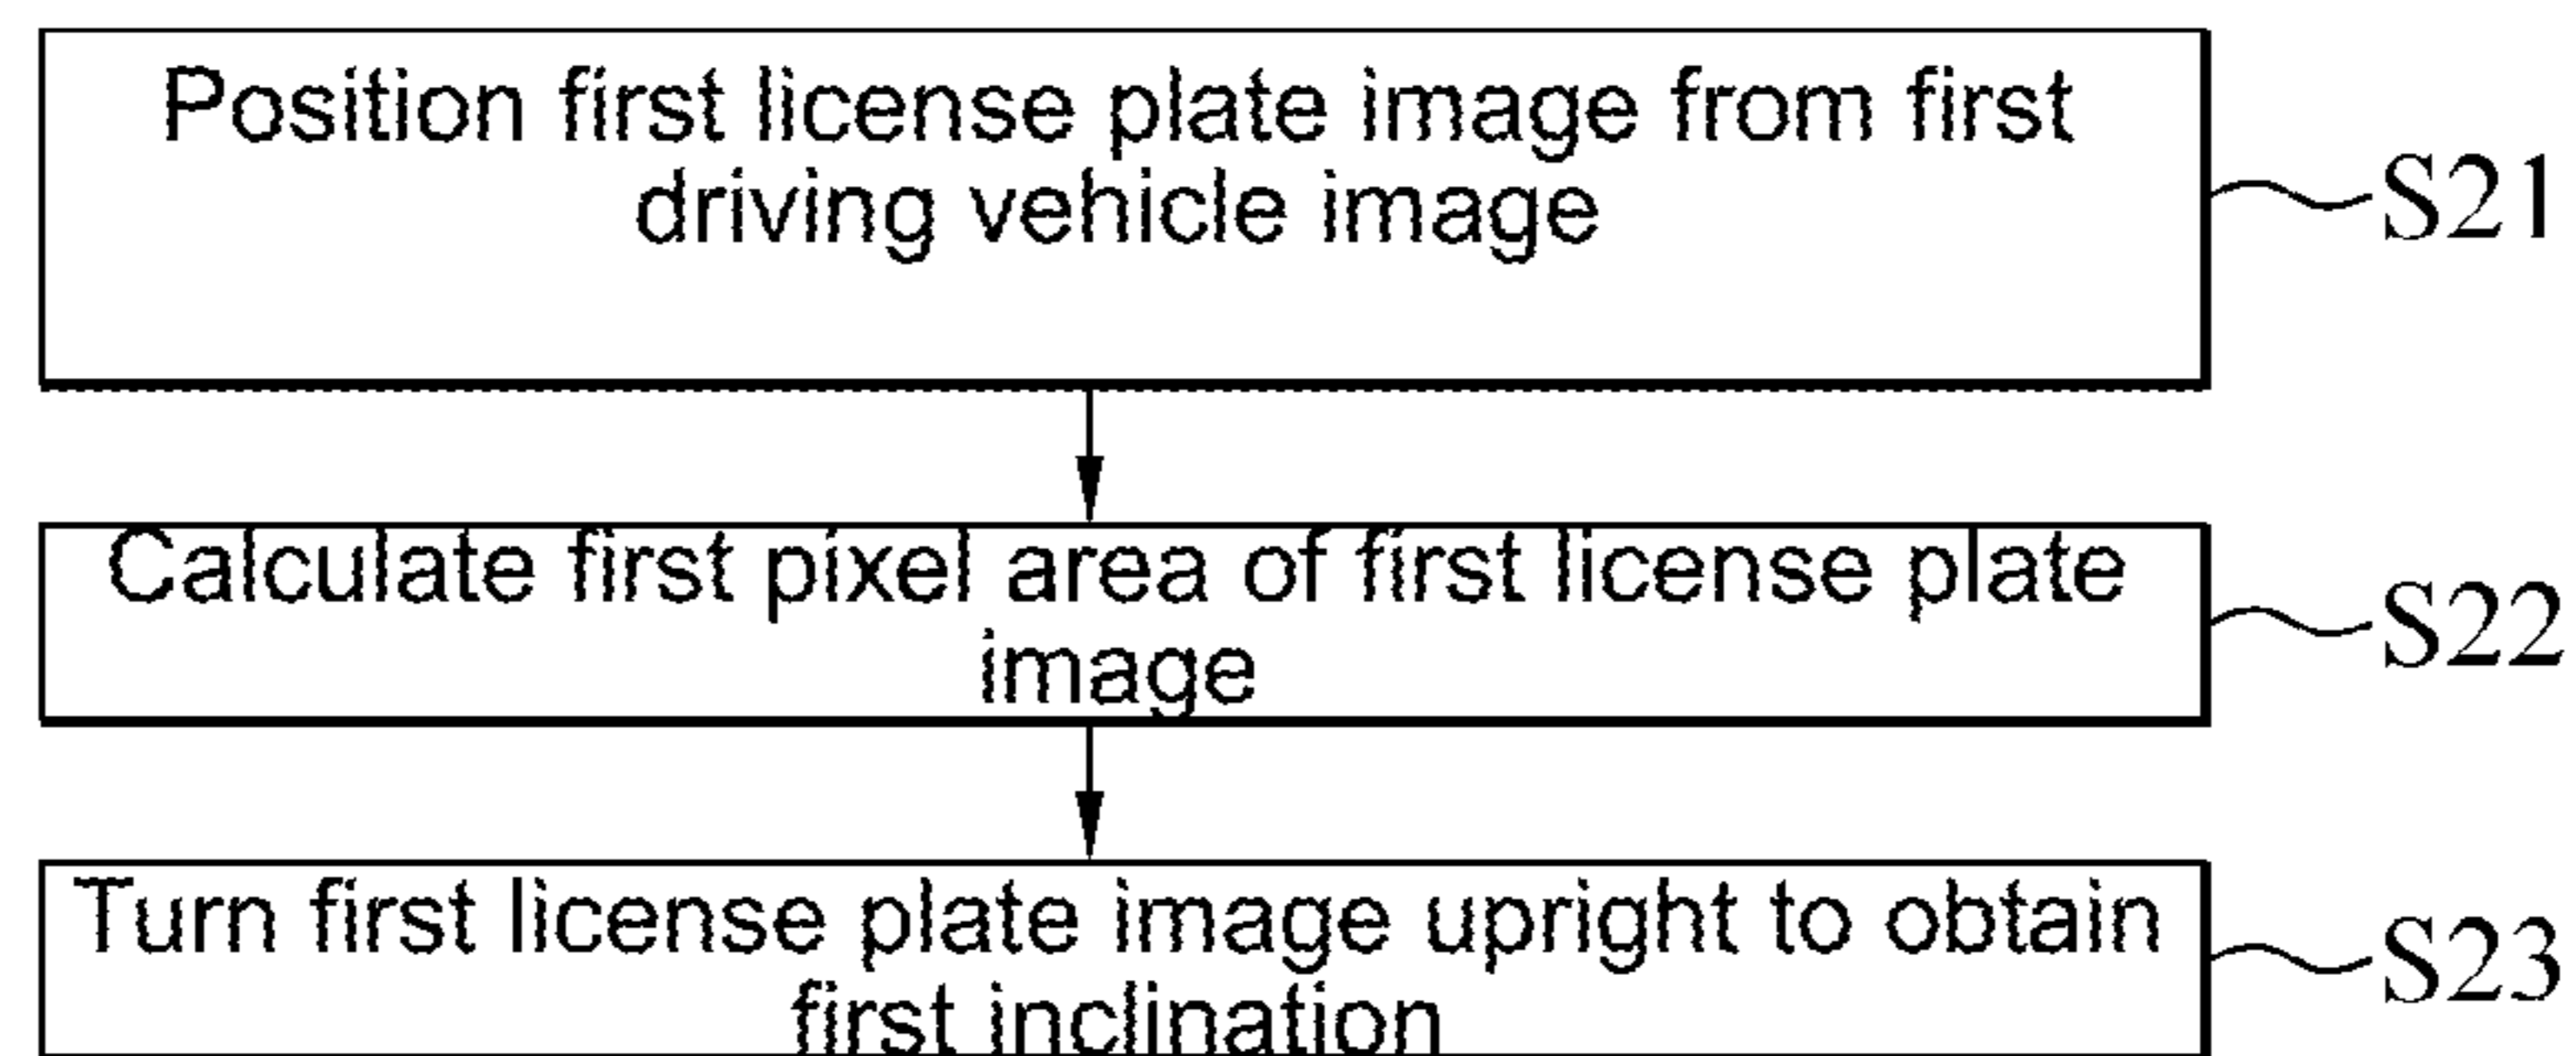 Position first license plate image from first
driving vehicle image
S21
Calculate first pixel area of first license plate
image
S22
Turn first license plate image upright to obtain
first inclination
S23